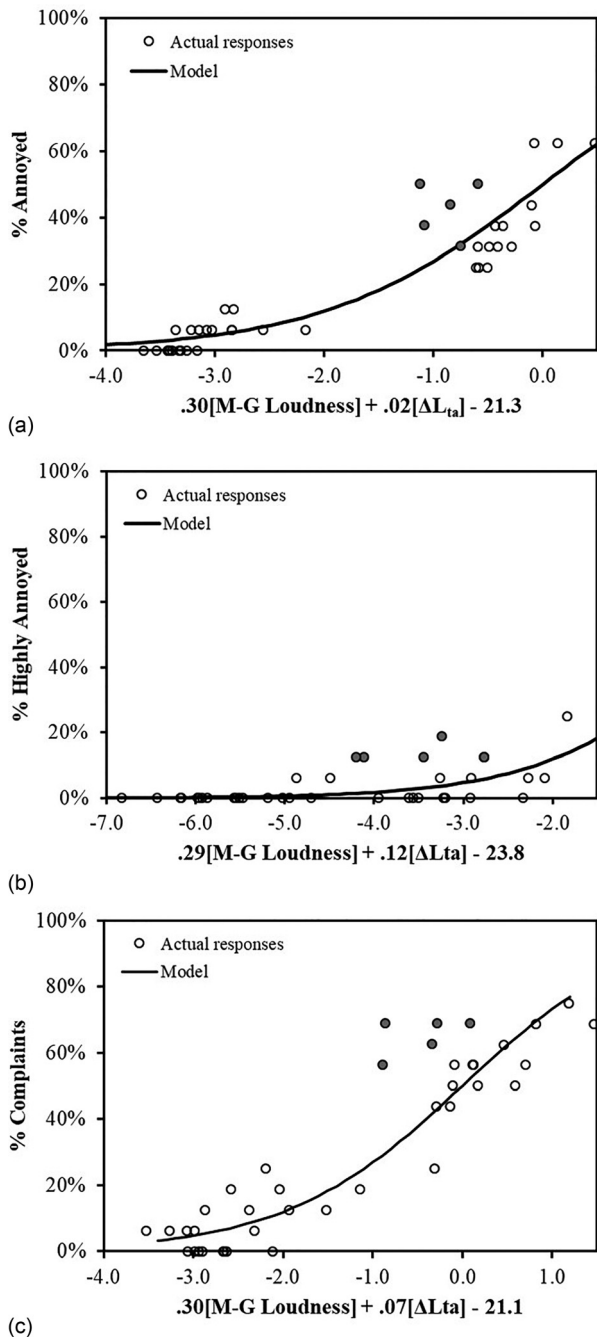 100%
80%
60%
40%
20%
0%
% Annoyed
Actual responses
Model
-4.0 -3.0 -2.0 -1.0 0.0
.30[M-G Loudness] + .02[ΔLta] - 21.3
(a)
100%
80%
60%
40%
20%
0%
% Highly Annoyed
Actual responses
Model
-7.0 -6.0 -5.0 -4.0 -3.0 -2.0
.29[M-G Loudness] + .12[ΔLta] - 23.8
(b)
100%
80%
60%
40%
20%
0%
% Complaints
Actual responses
Model
-4.0 -3.0 -2.0 -1.0 0.0 1.0
.30[M-G Loudness] + .07[ΔLta] - 21.1
(c)